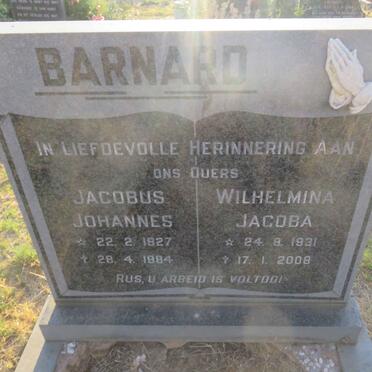 BARNARD
IN LIEFDEVOLLE HERINNERING AAN
ONS OUERS
JACOBUS
JOHANNES
☆ 22. 2. 1927
† 28. 4. 1984
WILHELMINA
JACOBA
☆ 24. 8. 1931
† 17. 1. 2008
RUS, U ARBEID IS VOLTOOI